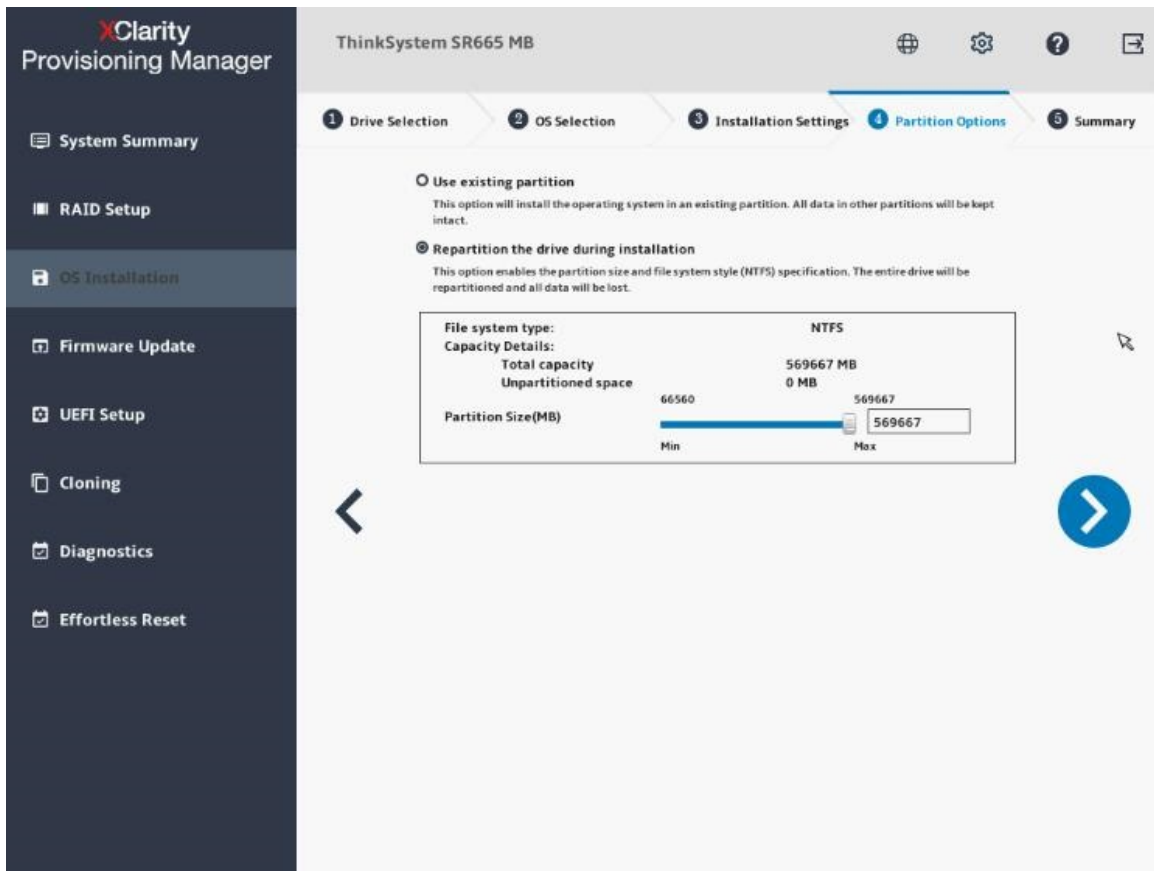 XClarity
Provisioning Manager
System Summary
RAID Setup
OS Installation
Firmware Update
UEFI Setup
Cloning
Diagnostics
Effortless Reset
ThinkSystem SR665 MB
1 Drive Selection
2 OS Selection
3 Installation Settings
4 Partition Options
5 Summary
Use existing partition
This option will install the operating system in an existing partition. All data in other partitions will be kept
intact.
Repartition the drive during installation
This option enables the partition size and file system style (NTFS) specification. The entire drive will be
repartitioned and all data will be lost.
File system type: NTFS
Capacity Details:
Total capacity 569667 MB
Unpartitioned space 0 MB
66560 569667
Partition Size(MB) 569667
Min Max